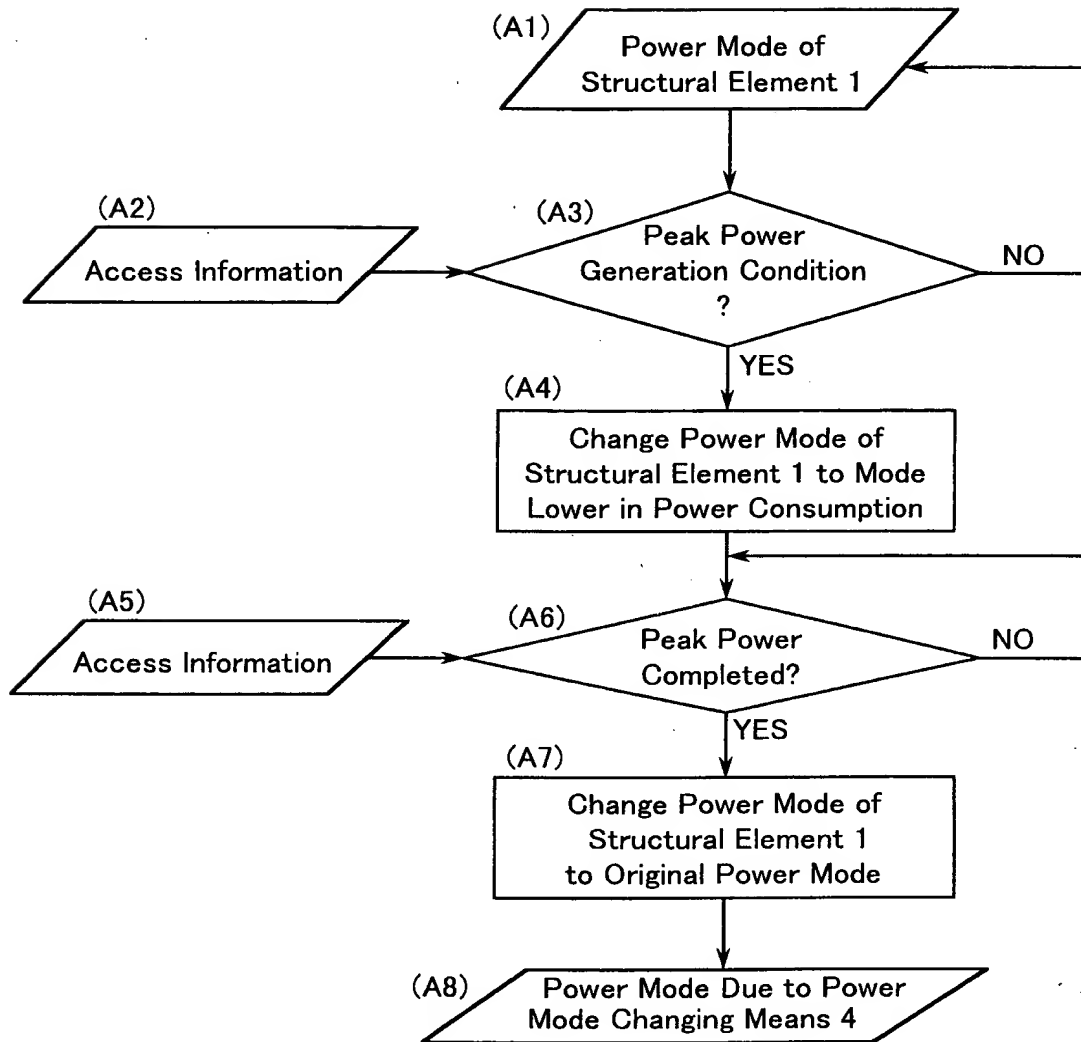 (A1)
Power Mode of
Structural Element 1
(A2)
Access Information
(A3)
Peak Power
Generation Condition
?
NO
YES
(A4)
Change Power Mode of
Structural Element 1 to Mode
Lower in Power Consumption
(A5)
Access Information
(A6)
Peak Power
Completed?
NO
YES
(A7)
Change Power Mode of
Structural Element 1
to Original Power Mode
(A8)
Power Mode Due to Power
Mode Changing Means 4